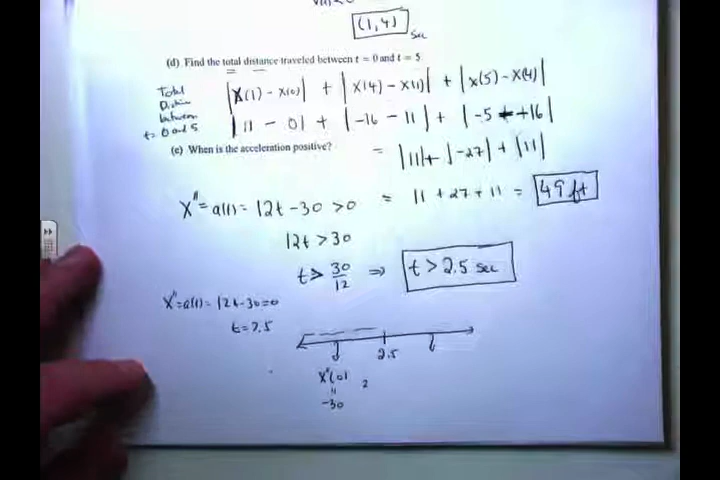 (1,4) sec
(d) Find the total distance traveled between t = 0 and t = 5
Total Distance between t = 0 and 5
|x(1) - x(0)| + |x(4) - x(1)| + |x(5) - x(4)|
|11 - 0| + |-16 - 11| + |-5 + +16|
(e) When is the acceleration positive?
= |11| + |-27| + |11|
x" = a(t) = 12t - 30 > 0
= 11 + 27 + 11 = 49 ft
12t > 30
t > 30/12 ⇒ t > 2.5 sec
x" = a(t) = 12t - 30 = 0
t = 2.5
2.5
x"(0)
2
=
-30